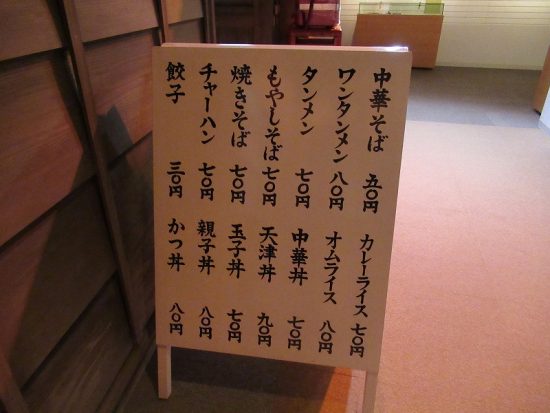 中華そば 五〇円
ワンタンメン 八〇円
タンメン 七〇円
もやしそば 七〇円
焼きそば 七〇円
チャーハン 七〇円
餃子 三〇円
カレーライス 七〇円
オムライス 八〇円
中華丼 七〇円
天津丼 九〇円
玉子丼 七〇円
親子丼 八〇円
かつ丼 八〇円